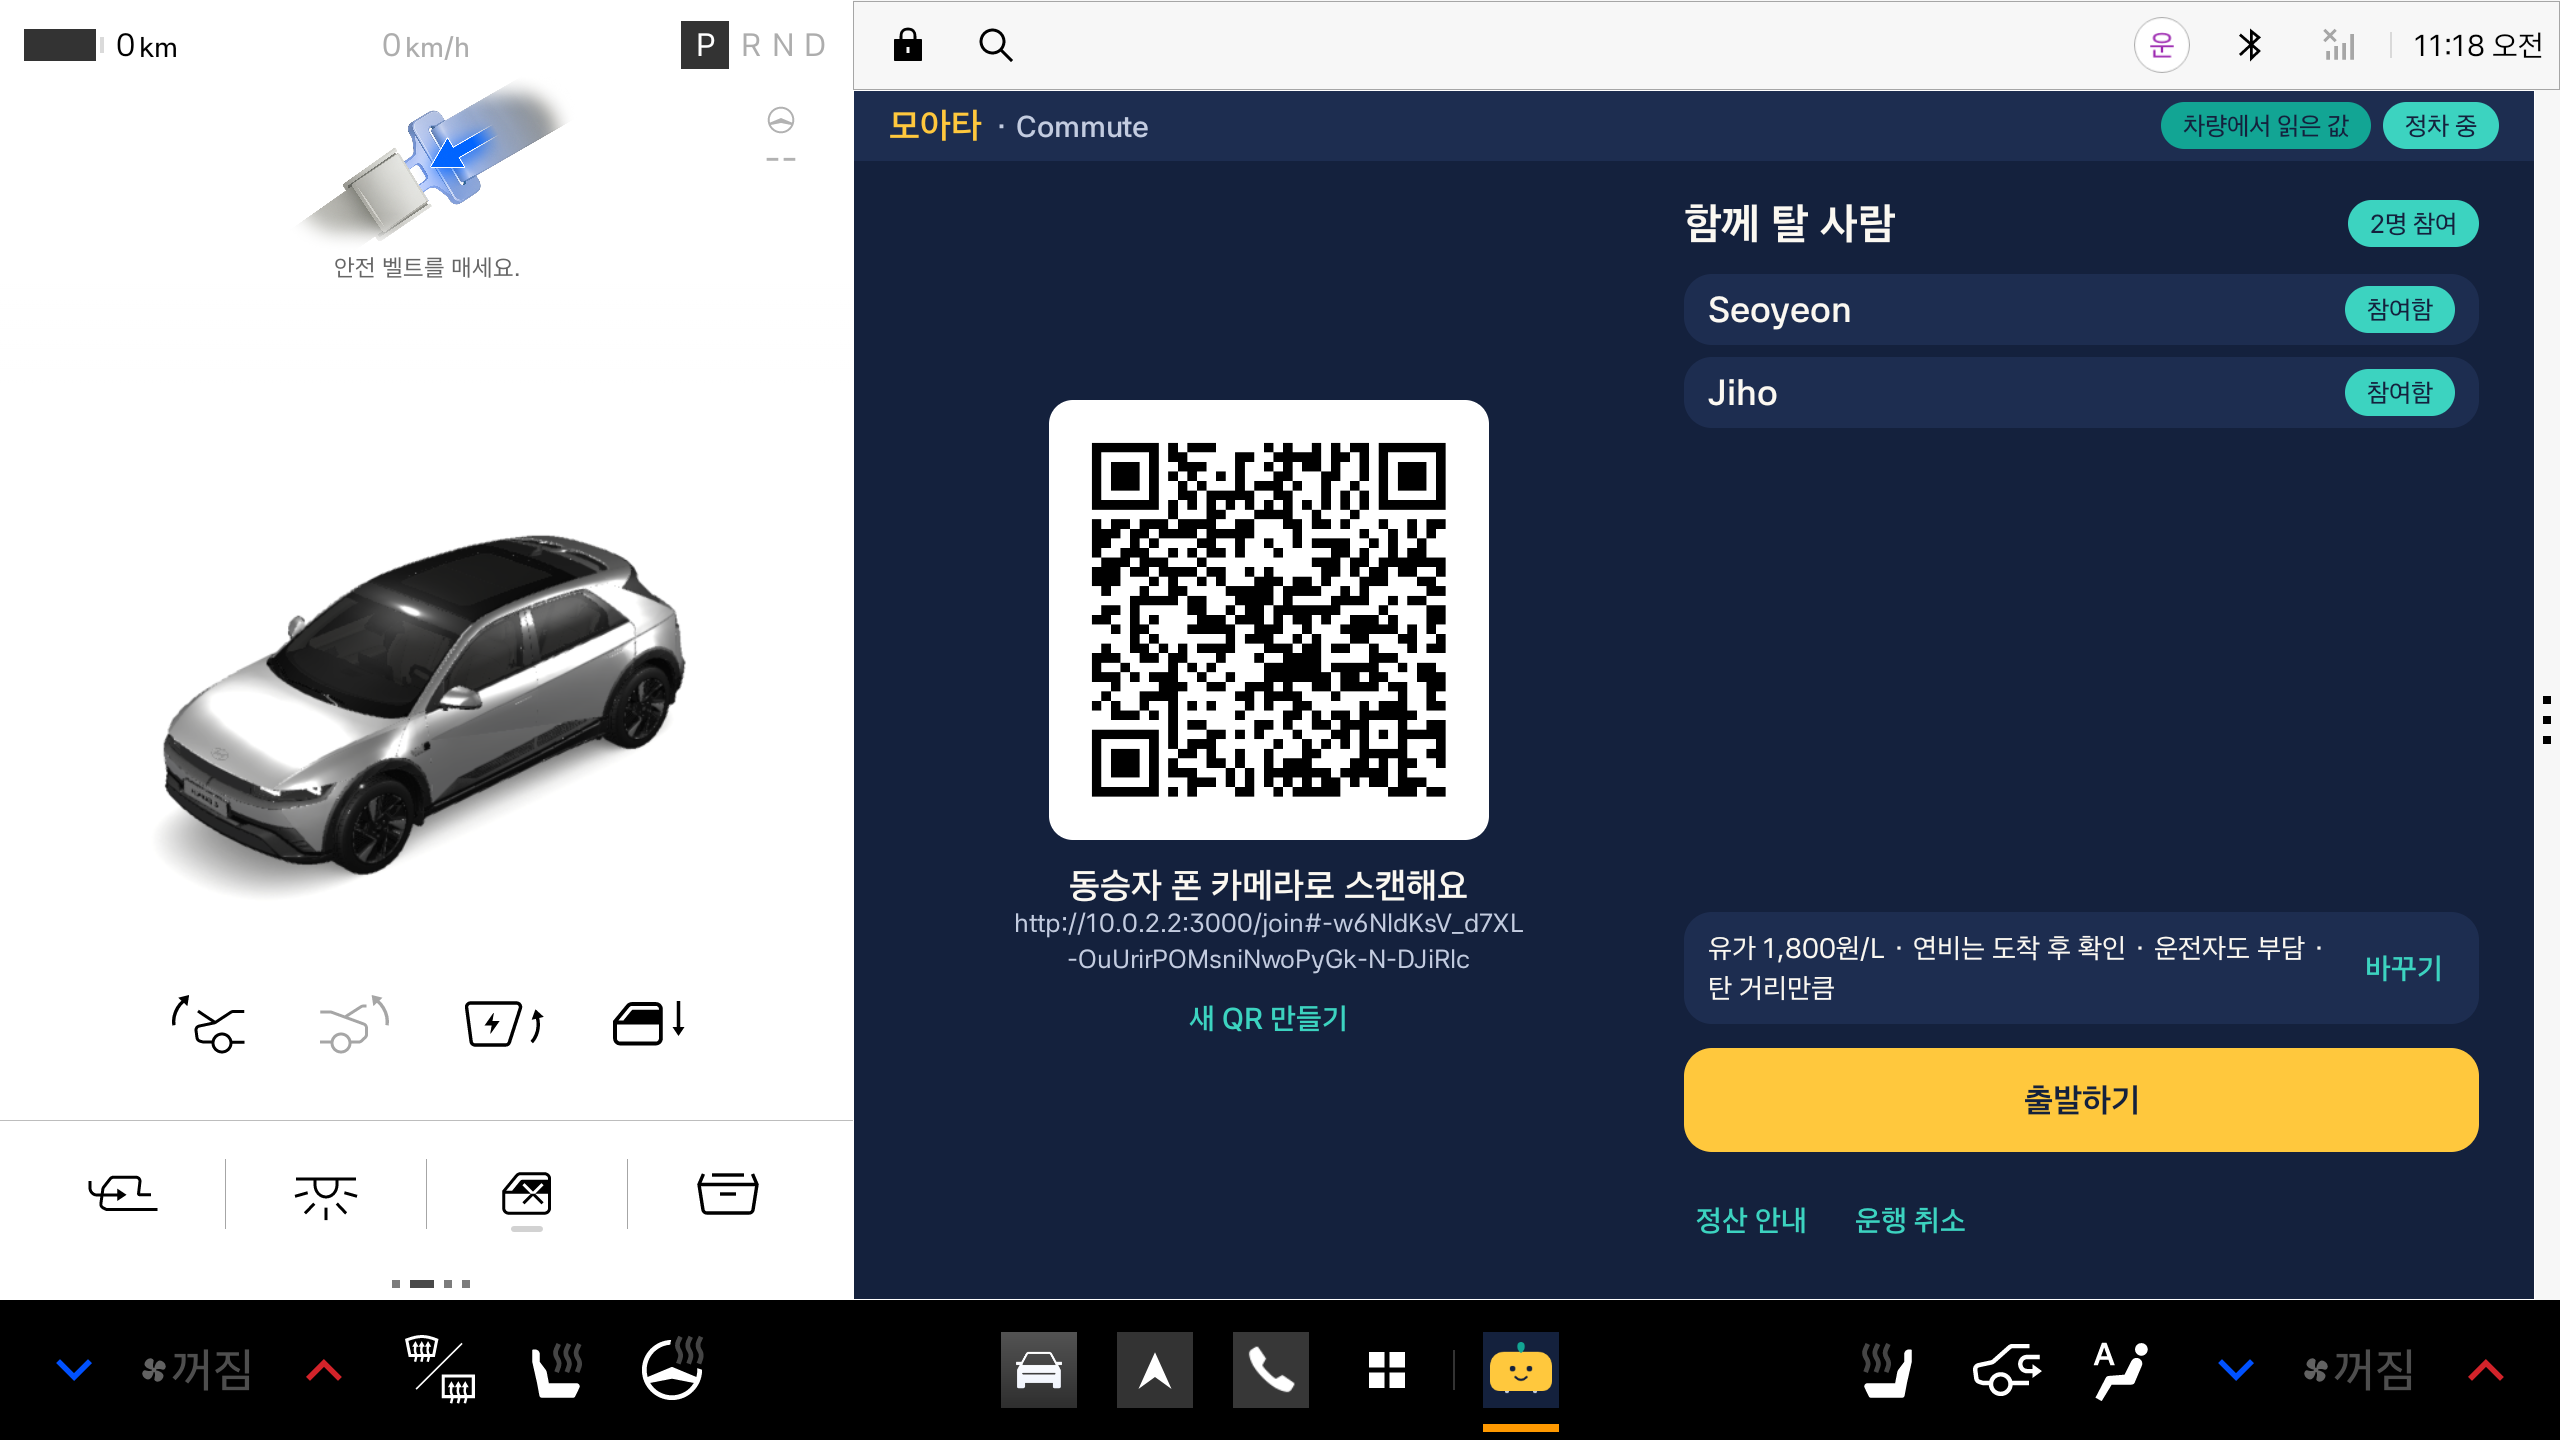 0 km
0 km/h
P R N D
운
11:18 오전
안전 벨트를 매세요.
--
모아타 · Commute
차량에서 읽은 값
정차 중
함께 탈 사람
2명 참여
Seoyeon
참여함
Jiho
참여함
동승자 폰 카메라로 스캔해요
http://10.0.2.2:3000/join#-w6NldKsV_d7XL
-OuUrirPOMsniNwoPyGk-N-DJiRlc
새 QR 만들기
유가 1,800원/L · 연비는 도착 후 확인 · 운전자도 부담 ·
탄 거리만큼
바꾸기
출발하기
정산 안내
운행 취소
꺼짐
A
꺼짐